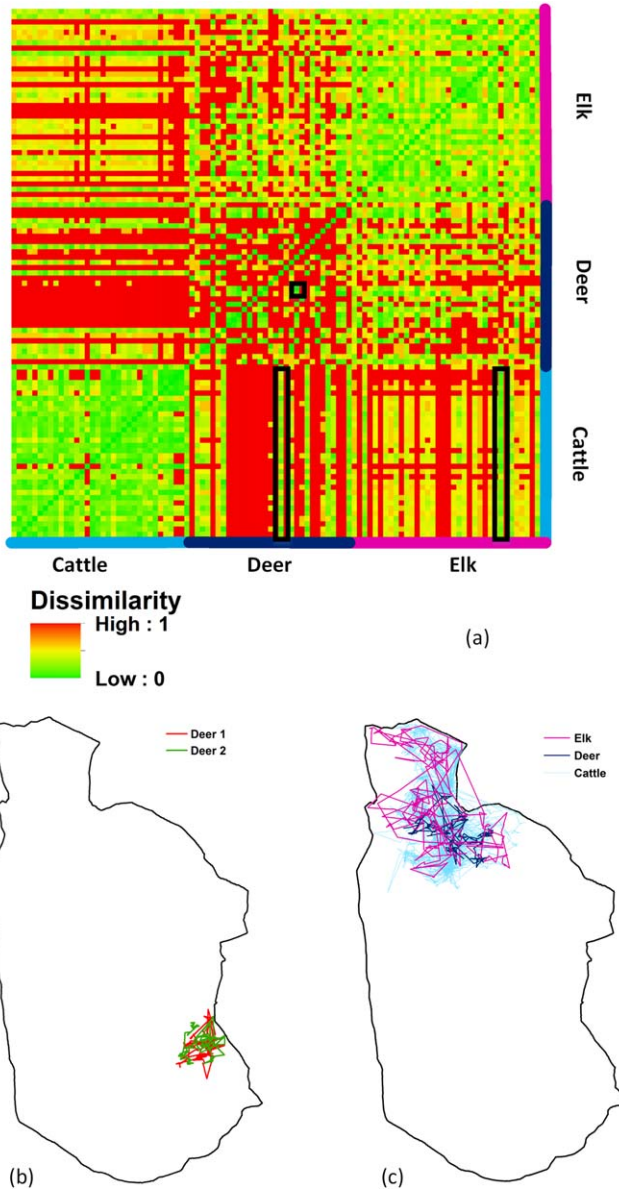 Elk
Deer
Cattle
Cattle Deer Elk
Dissimilarity
High : 1
Low : 0
(a)
Deer 1
Deer 2
Elk
Deer
Cattle
(b)
(c)